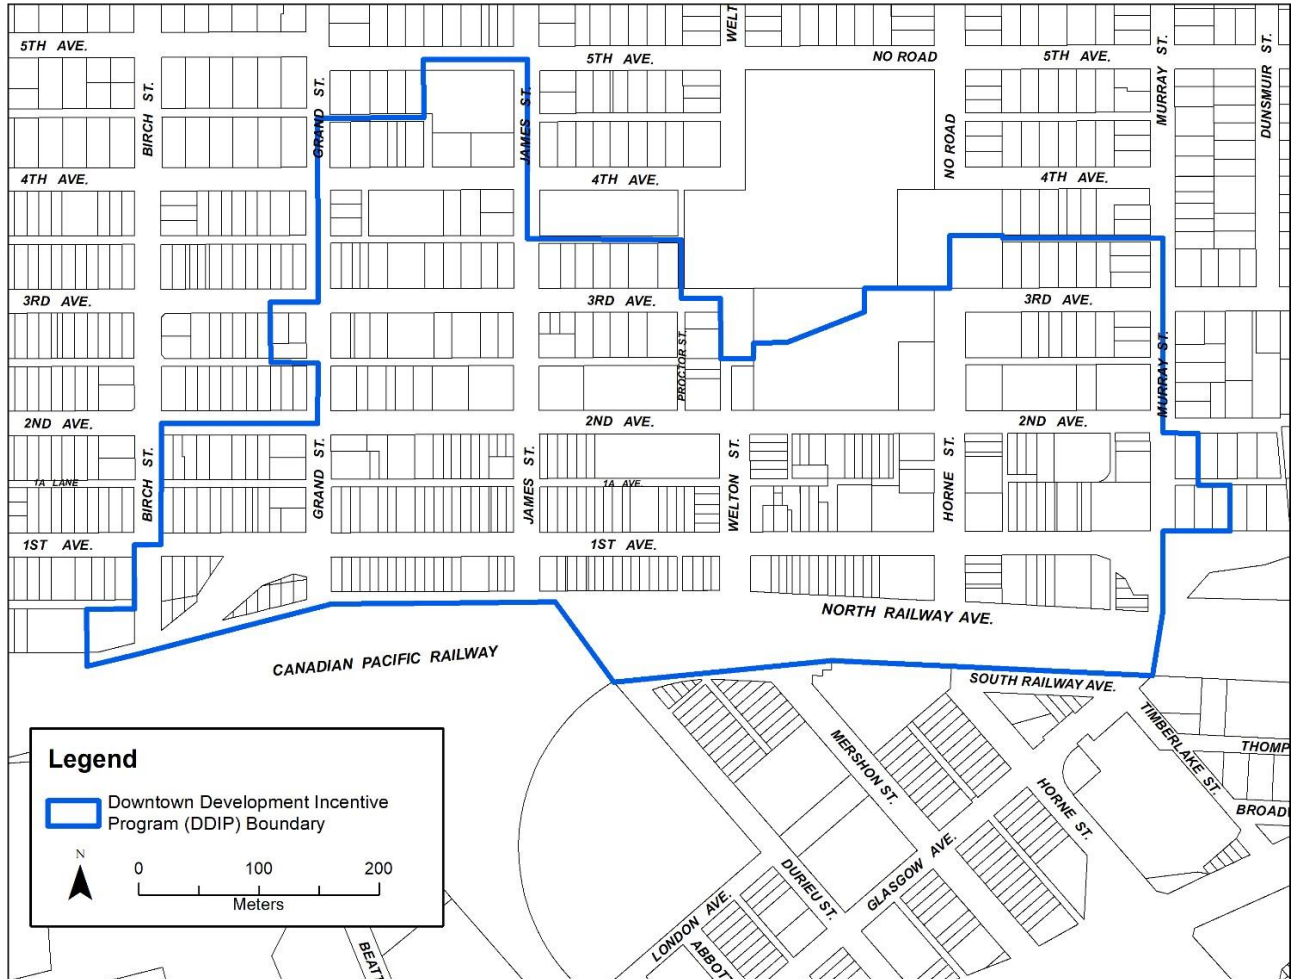 WELT
5TH AVE.
5TH AVE.
NO ROAD
5TH AVE.
MURRAY ST.
DUNSMUIR ST.
BIRCH ST.
GRAND ST.
JAMES ST.
NO ROAD
4TH AVE.
4TH AVE.
4TH AVE.
3RD AVE.
3RD AVE.
3RD AVE.
PROCTOR ST.
MURRAY ST.
2ND AVE.
2ND AVE.
2ND AVE.
BIRCH ST.
GRAND ST.
JAMES ST.
WELTON ST.
HORNE ST.
1A LANE
1A AVE
1ST AVE.
1ST AVE.
NORTH RAILWAY AVE.
CANADIAN PACIFIC RAILWAY
SOUTH RAILWAY AVE.
TIMBERLAKE ST.
THOMP
MERSHON ST.
HORNE ST.
BROADW
DURIEU ST.
GLASGOW AVE.
LONDON AVE.
ABBOTT
BEATT
Legend
Downtown Development Incentive
Program (DDIP) Boundary
N
0 100 200
Meters